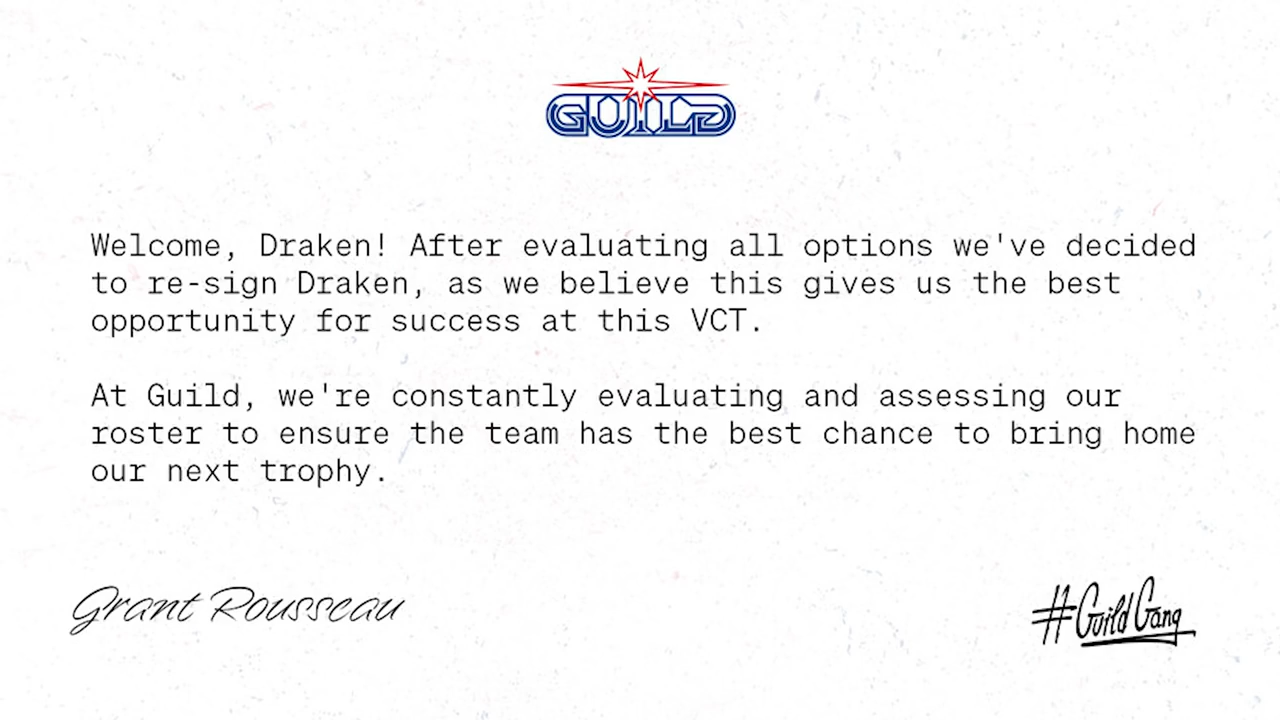 GUILD
Welcome, Draken! After evaluating all options we've decided
to re-sign Draken, as we believe this gives us the best
opportunity for success at this VCT.
At Guild, we're constantly evaluating and assessing our
roster to ensure the team has the best chance to bring home
our next trophy.
Grant Rousseau
#GuildGang